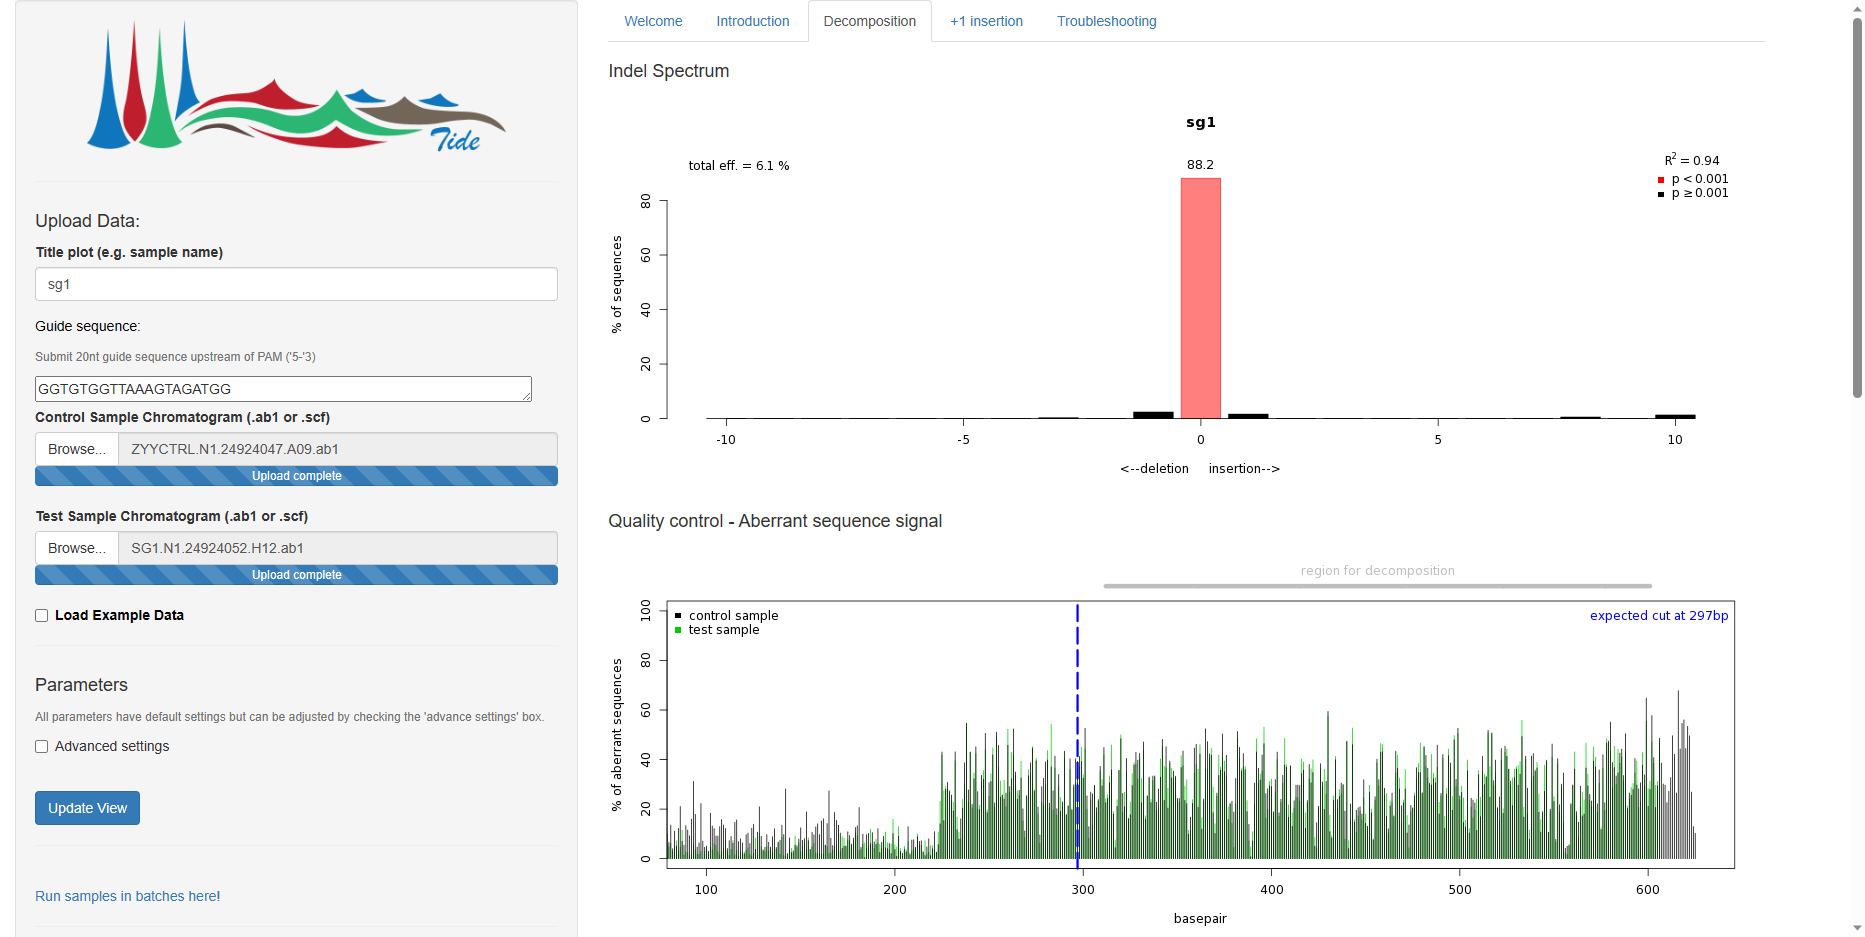 Tide
Upload Data:
Title plot (e.g. sample name)
sg1
Guide sequence:
Submit 20nt guide sequence upstream of PAM ('5-'3)
GGTGTGGTTAAAGTAGATGG
Control Sample Chromatogram (.ab1 or .scf)
Browse... ZYYCTRL.N1.24924047.A09.ab1
Upload complete
Test Sample Chromatogram (.ab1 or .scf)
Browse... SG1.N1.24924052.H12.ab1
Upload complete
Load Example Data
Parameters
All parameters have default settings but can be adjusted by checking the 'advance settings' box.
Advanced settings
Update View
Run samples in batches here!
Welcome Introduction Decomposition +1 insertion Troubleshooting
Indel Spectrum
sg1
total eff. = 6.1 %
88.2
R² = 0.94
p < 0.001
p ≥ 0.001
% of sequences
80
60
40
20
0
-10 -5 0 5 10
<--deletion insertion-->
Quality control - Aberrant sequence signal
region for decomposition
control sample
test sample
expected cut at 297bp
% of aberrant sequences
100
80
60
40
20
0
100 200 300 400 500 600
basepair